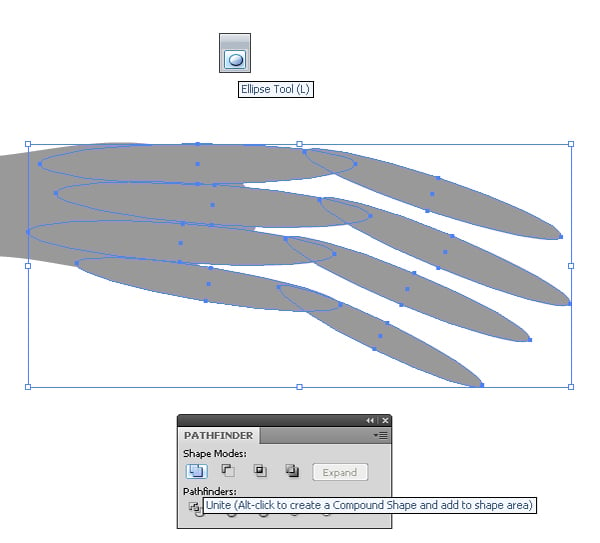 Ellipse Tool (L)
PATHFINDER
Shape Modes:
Expand
Pathfinders:
Unite (Alt-click to create a Compound Shape and add to shape area)